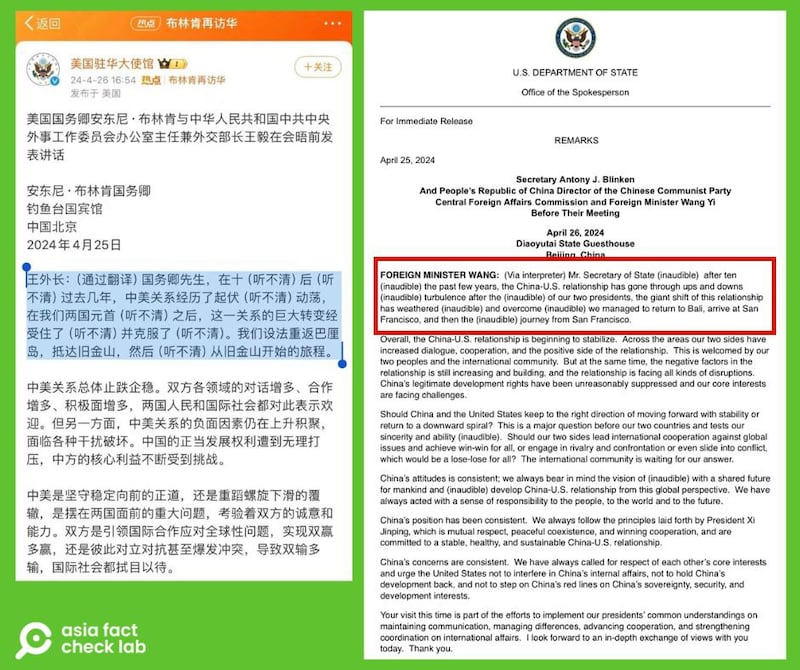 返回
热点
布林肯再访华
美国驻华大使馆
24-4-26 16:54 热点 | 布林肯再访华
发布于 美国
+关注
美国国务卿安东尼·布林肯与中华人民共和国中共中央
外事工作委员会办公室主任兼外交部长王毅在会晤前发
表讲话
安东尼·布林肯国务卿
钓鱼台国宾馆
中国北京
2024年4月25日
王外长：（通过翻译）国务卿先生，在十（听不清）后（听
不清）过去几年，中美关系经历了起伏（听不清）动荡，
在我们两国元首（听不清）之后，这一关系的巨大转变经
受住了（听不清）并克服了（听不清）。我们设法重返巴厘
岛，抵达旧金山，然后（听不清）从旧金山开始的旅程。
中美关系总体止跌企稳。双方各领域的对话增多、合作
增多、积极面增多，两国人民和国际社会都对此表示欢
迎。但另一方面，中美关系的负面因素仍在上升积聚，
面临各种干扰破坏。中国的正当发展权利遭到无理打
压，中方的核心利益不断受到挑战。
中美是坚守稳定向前的正道，还是重蹈螺旋下滑的覆
辙，是摆在两国面前的重大问题，考验着双方的诚意和
能力。双方是引领国际合作应对全球性问题，实现双赢
多赢，还是彼此对立对抗甚至爆发冲突，导致双输多
输，国际社会都拭目以待。
asia fact
check lab
U.S. DEPARTMENT OF STATE
Office of the Spokesperson
For Immediate Release
REMARKS
April 25, 2024
Secretary Antony J. Blinken
And People's Republic of China Director of the Chinese Communist Party
Central Foreign Affairs Commission and Foreign Minister Wang Yi
Before Their Meeting
April 26, 2024
Diaoyutai State Guesthouse
Beijing, China
FOREIGN MINISTER WANG: (Via interpreter) Mr. Secretary of State (inaudible) after ten
(inaudible) the past few years, the China-U.S. relationship has gone through ups and downs
(inaudible) turbulence after the (inaudible) of our two presidents, the giant shift of this relationship
has weathered (inaudible) and overcome (inaudible) we managed to return to Bali, arrive at San
Francisco, and then the (inaudible) journey from San Francisco.
Overall, the China-U.S. relationship is beginning to stabilize. Across the areas our two sides have
increased dialogue, cooperation, and the positive side of the relationship. This is welcomed by our
two peoples and the international community. But at the same time, the negative factors in the
relationship is still increasing and building, and the relationship is facing all kinds of disruptions.
China's legitimate development rights have been unreasonably suppressed and our core interests
are facing challenges.
Should China and the United States keep to the right direction of moving forward with stability or
return to a downward spiral? This is a major question before our two countries and tests our
sincerity and ability (inaudible). Should our two sides lead international cooperation against global
issues and achieve win-win for all, or engage in rivalry and confrontation or even slide into conflict,
which would be a lose-lose for all? The international community is waiting for our answer.
China's attitudes is consistent; we always bear in mind the vision of (inaudible) with a shared future
for mankind and (inaudible) develop China-U.S. relationship from this global perspective. We have
always acted with a sense of responsibility to the people, to the world and to the future.
China's position has been consistent. We always follow the principles laid forth by President Xi
Jinping, which is mutual respect, peaceful coexistence, and winning cooperation, and are
committed to a stable, healthy, and sustainable China-U.S. relationship.
China's concerns are consistent. We have always called for respect of each other's core interests
and urge the United States not to interfere in China's internal affairs, not to hold China's
development back, and not to step on China's red lines on China's sovereignty, security, and
development interests.
Your visit this time is part of the efforts to implement our presidents' common understandings on
maintaining communication, managing differences, advancing cooperation, and strengthening
coordination on international affairs. I look forward to an in-depth exchange of views with you
today. Thank you.